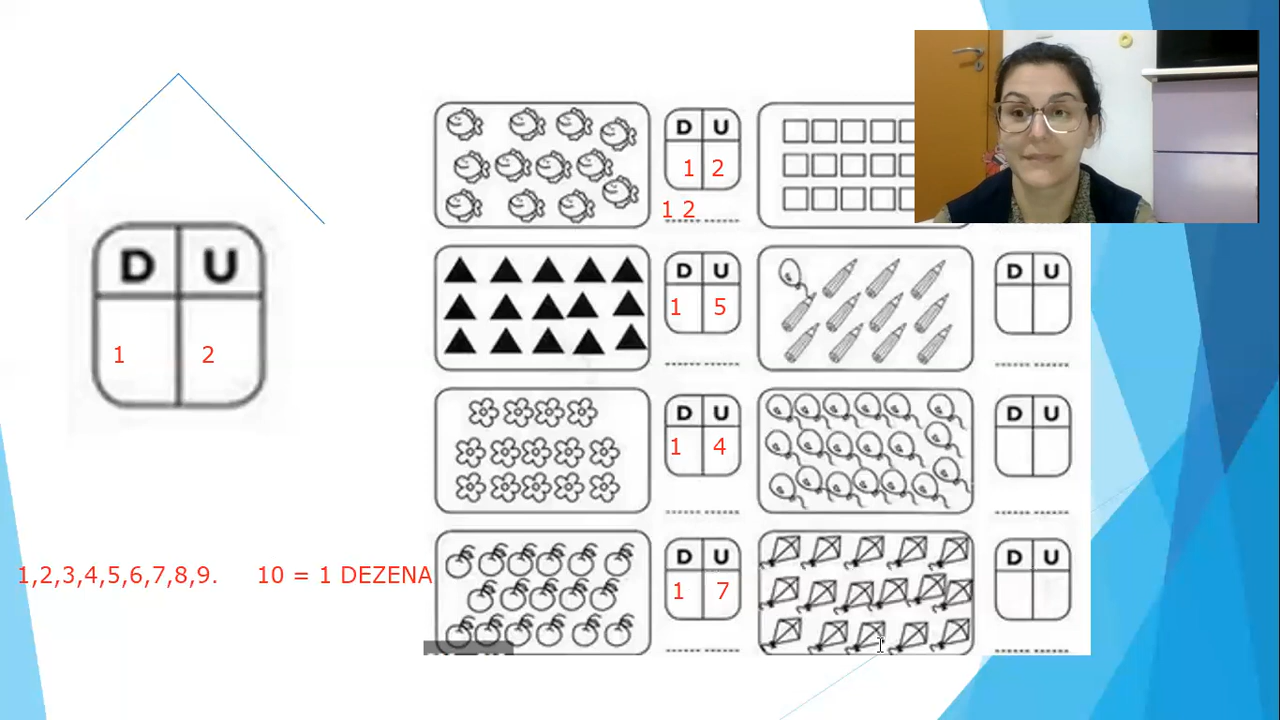 D U
1 2
1,2,3,4,5,6,7,8,9. 10 = 1 DEZENA
D U
1 2
1 2
D U
1 5
D U
1 4
D U
1 7
D U
D U
D U